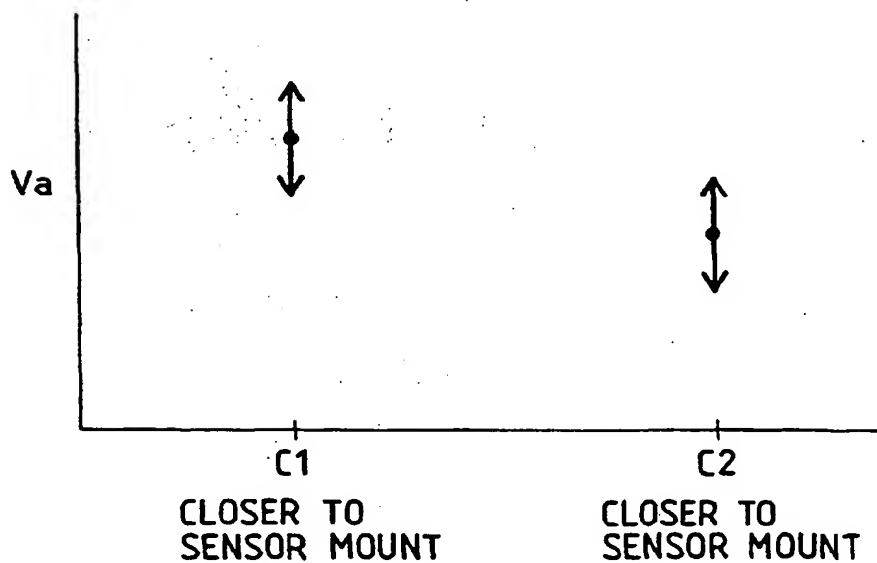 Va
C1
CLOSER TO
SENSOR MOUNT
C2
CLOSER TO
SENSOR MOUNT